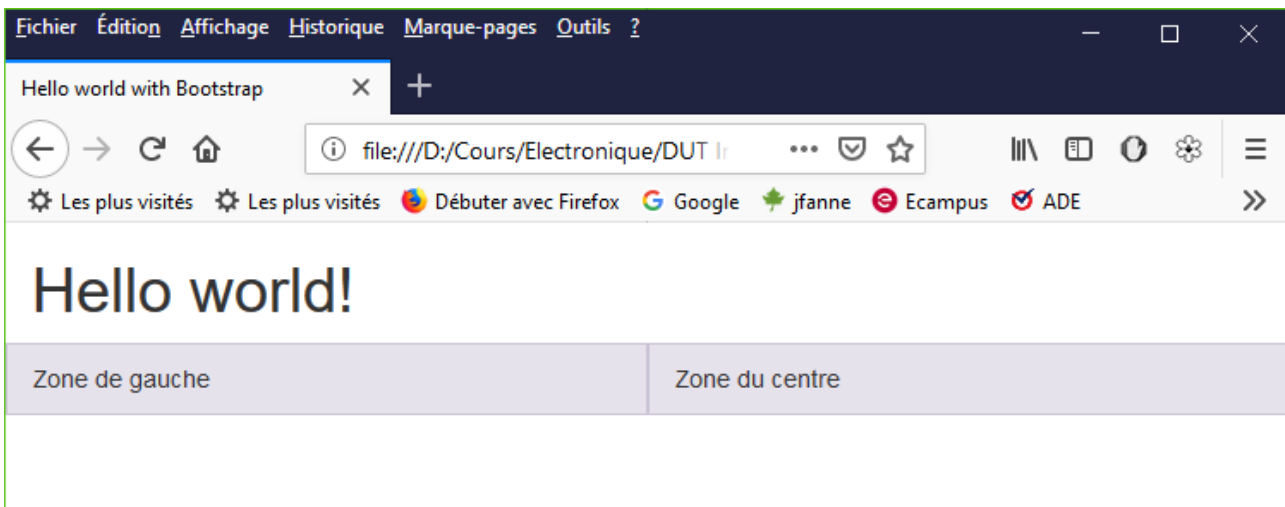 Fichier Édition Affichage Historique Marque-pages Outils ?
Hello world with Bootstrap
file:///D:/Cours/Electronique/DUT In
Les plus visités Les plus visités Débuter avec Firefox Google jfanne Ecampus ADE
Hello world!
Zone de gauche Zone du centre